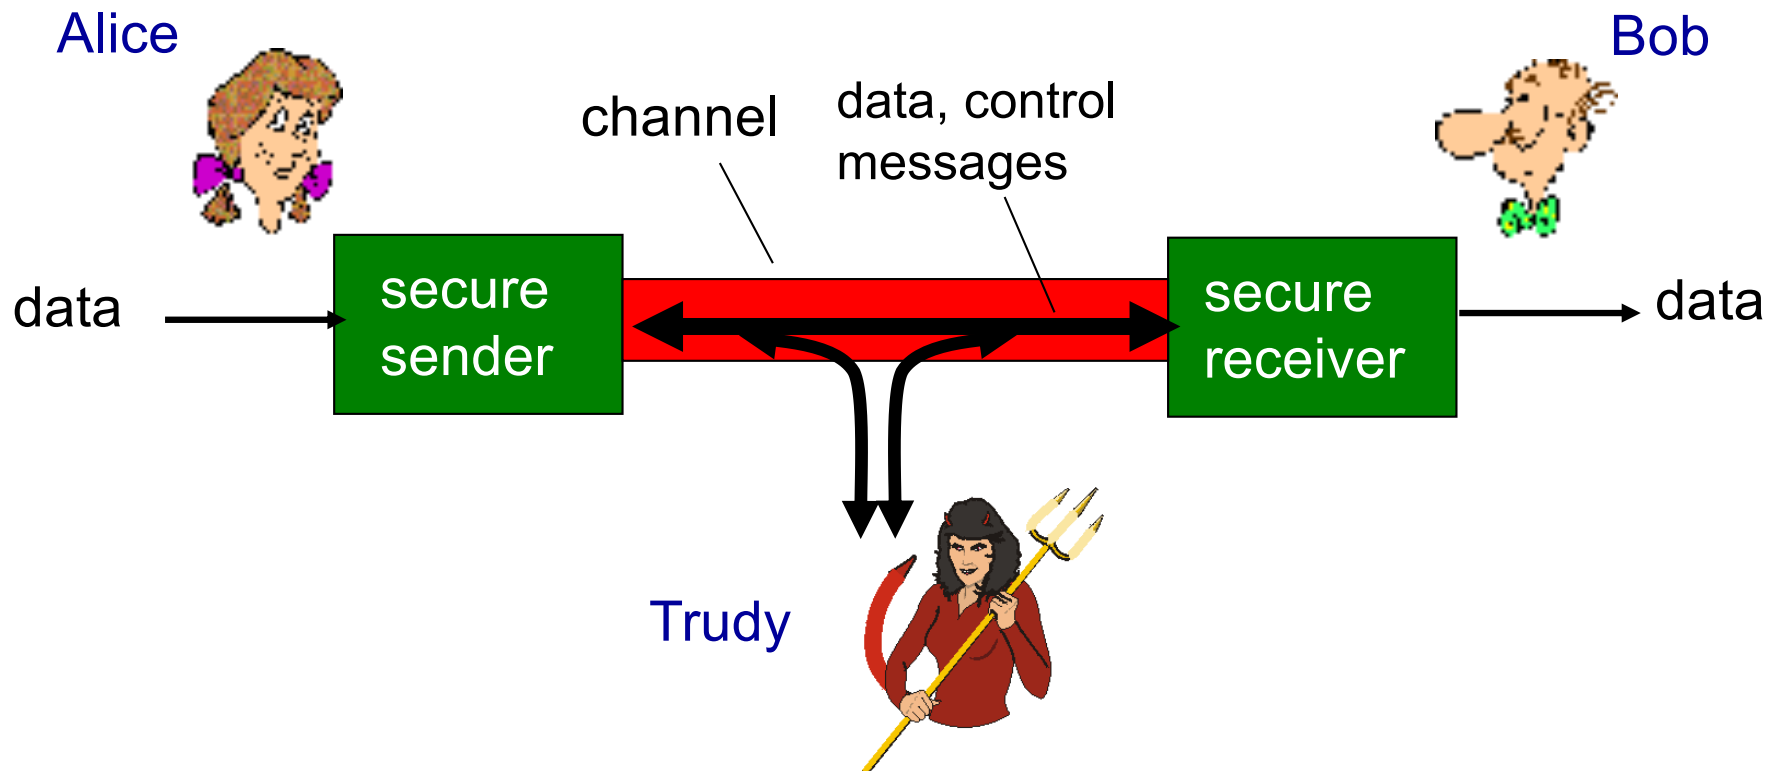 Alice
Bob
channel
data, control
messages
data
secure
sender
secure
receiver
data
Trudy